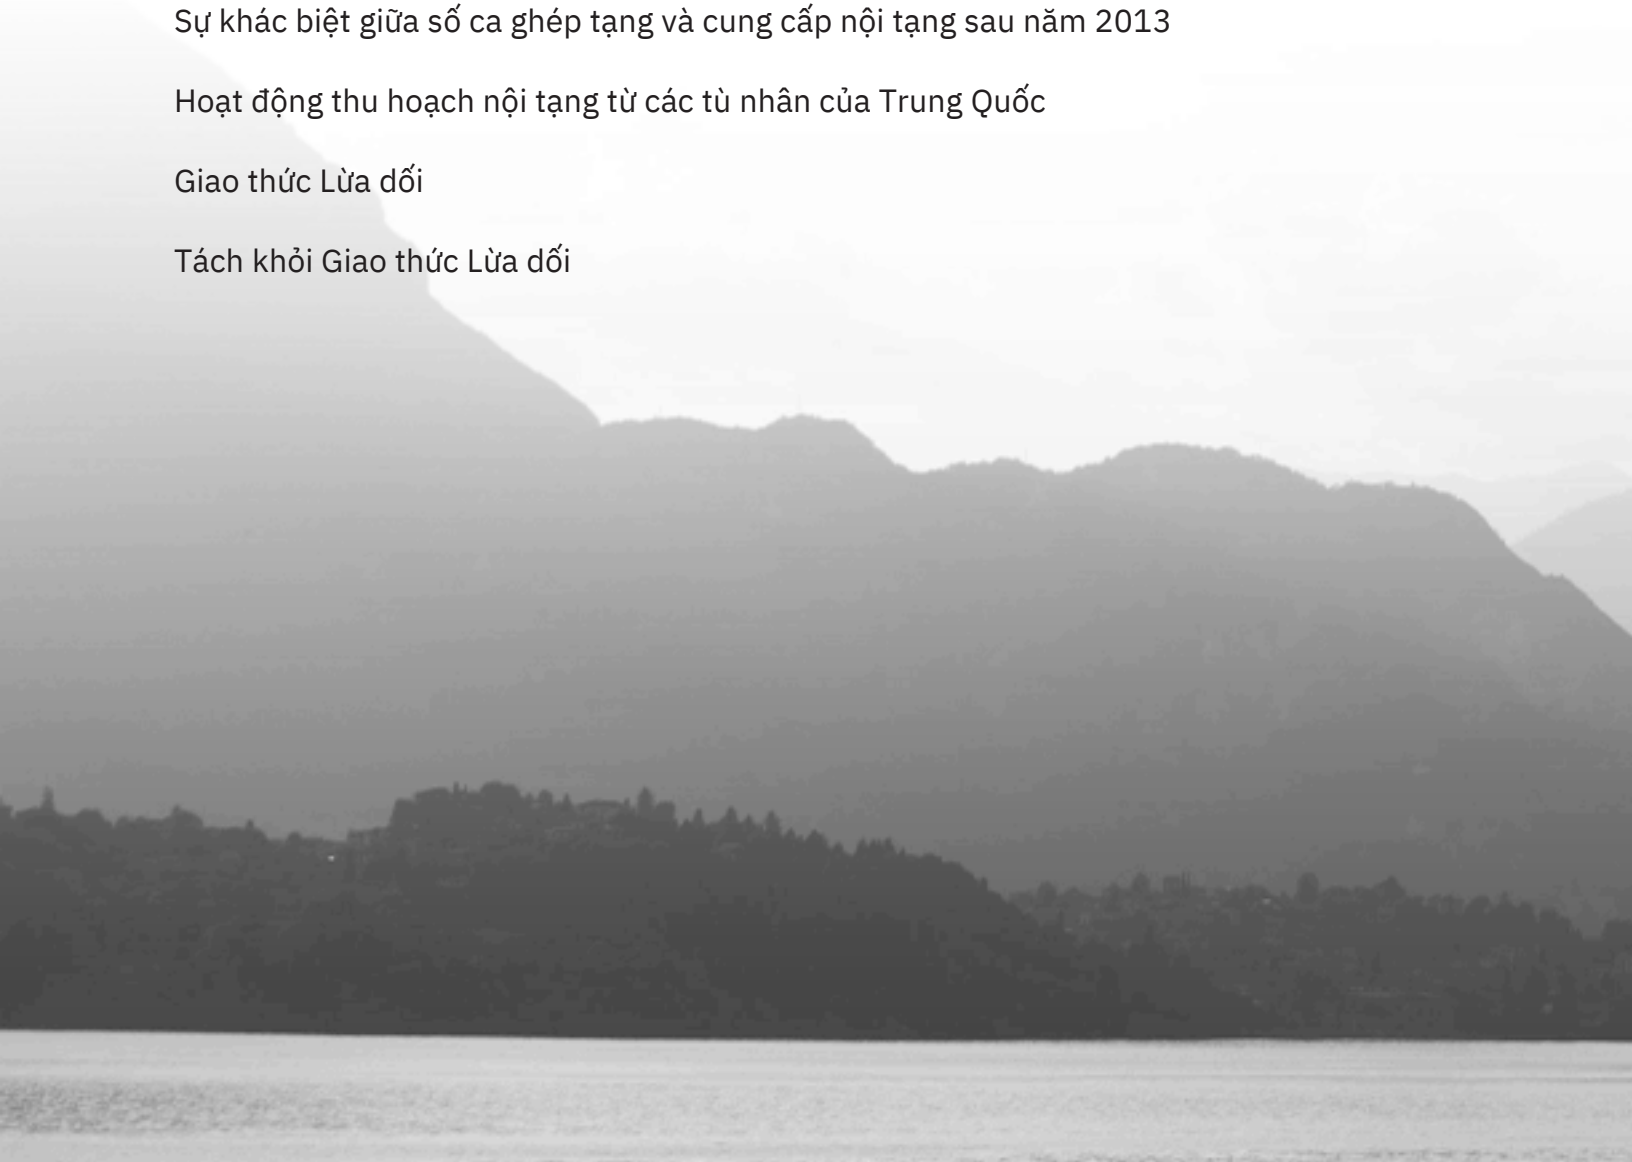 Sự khác biệt giữa số ca ghép tạng và cung cấp nội tạng sau năm 2013
Hoạt động thu hoạch nội tạng từ các tù nhân của Trung Quốc
Giao thức Lừa dối
Tách khỏi Giao thức Lừa dối